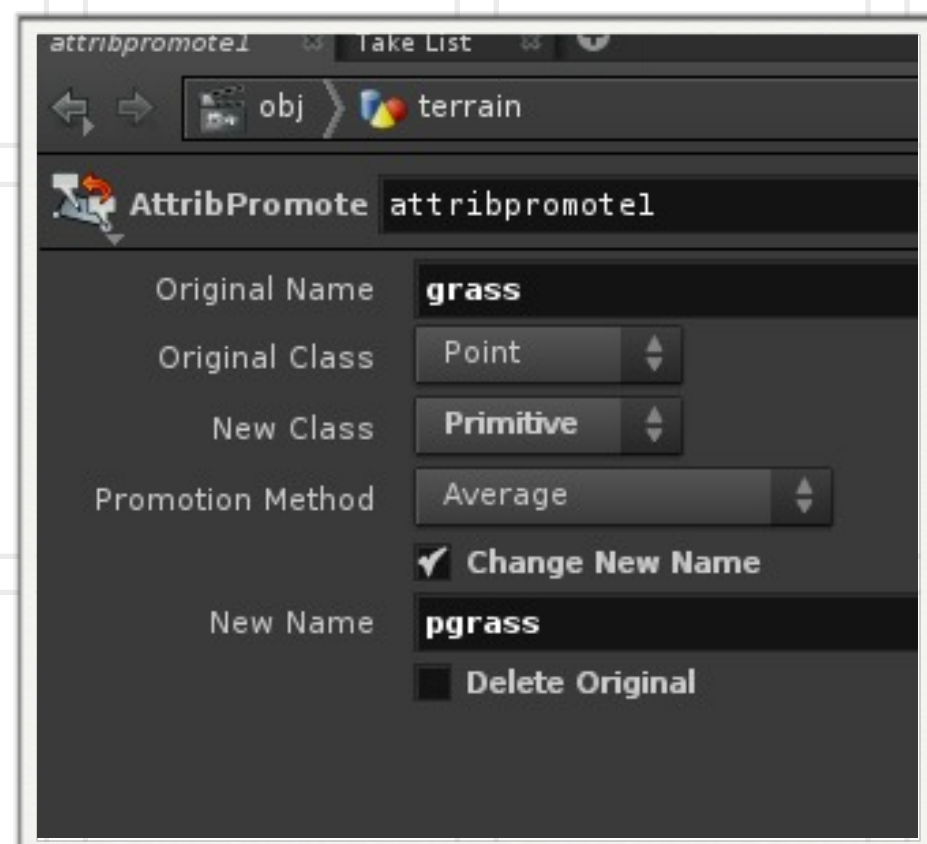 attribpromote1 Take List
obj terrain
AttribPromote attribpromote1
Original Name grass
Original Class Point
New Class Primitive
Promotion Method Average
Change New Name
New Name pgrass
Delete Original